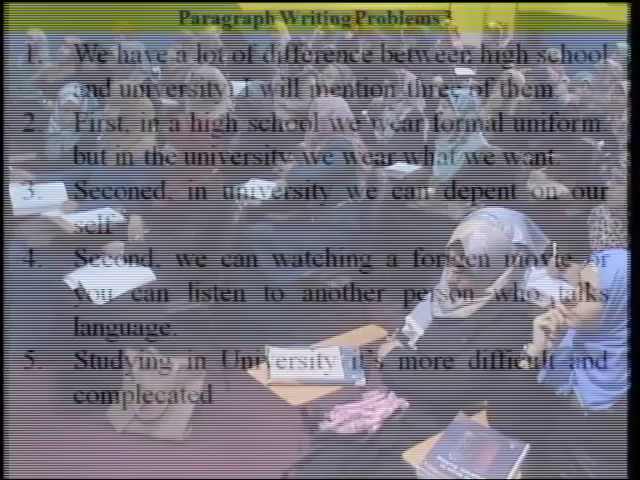 Paragraph Writing Problems
1. We have a lot of difference between high school
and university. I will mention three of them.
2. First, in a high school we wear formal uniform.
but in the university we wear what we want.
3. Seconed, in university we can depent on our
self
4. Second, we can watching a forigen movie or
you can listen to another person who talks
language.
5. Studying in University it's more difficult and
complecated